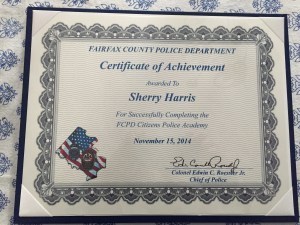 FAIRFAX COUNTY POLICE DEPARTMENT
Certificate of Achievement
Awarded To
Sherry Harris
For Successfully Completing the
FCPD Citizens Police Academy
November 15, 2014
Colonel Edwin C. Roessler Jr.
Chief of Police